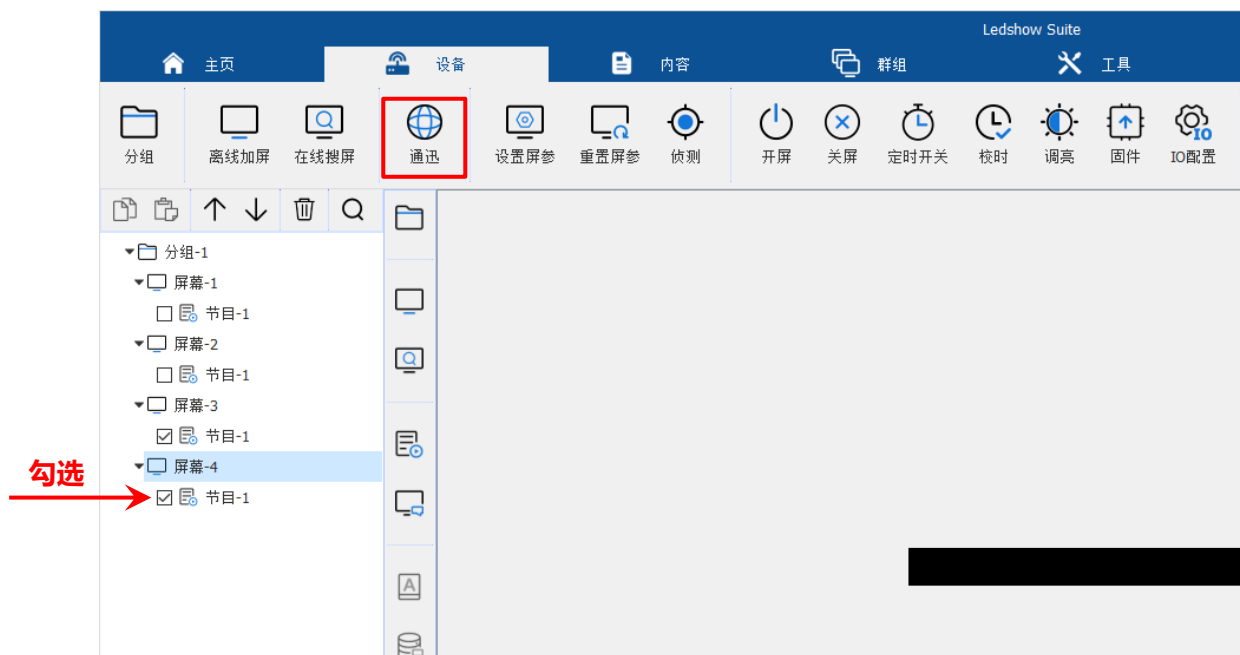 Ledshow Suite
主页
设备
内容
群组
工具
分组
离线加屏
在线搜屏
通迅
设置屏参
重置屏参
侦测
开屏
关屏
定时开关
校时
调亮
固件
IO
IO配置
分组-1
屏幕-1
节目-1
屏幕-2
节目-1
屏幕-3
节目-1
屏幕-4
勾选
节目-1
A